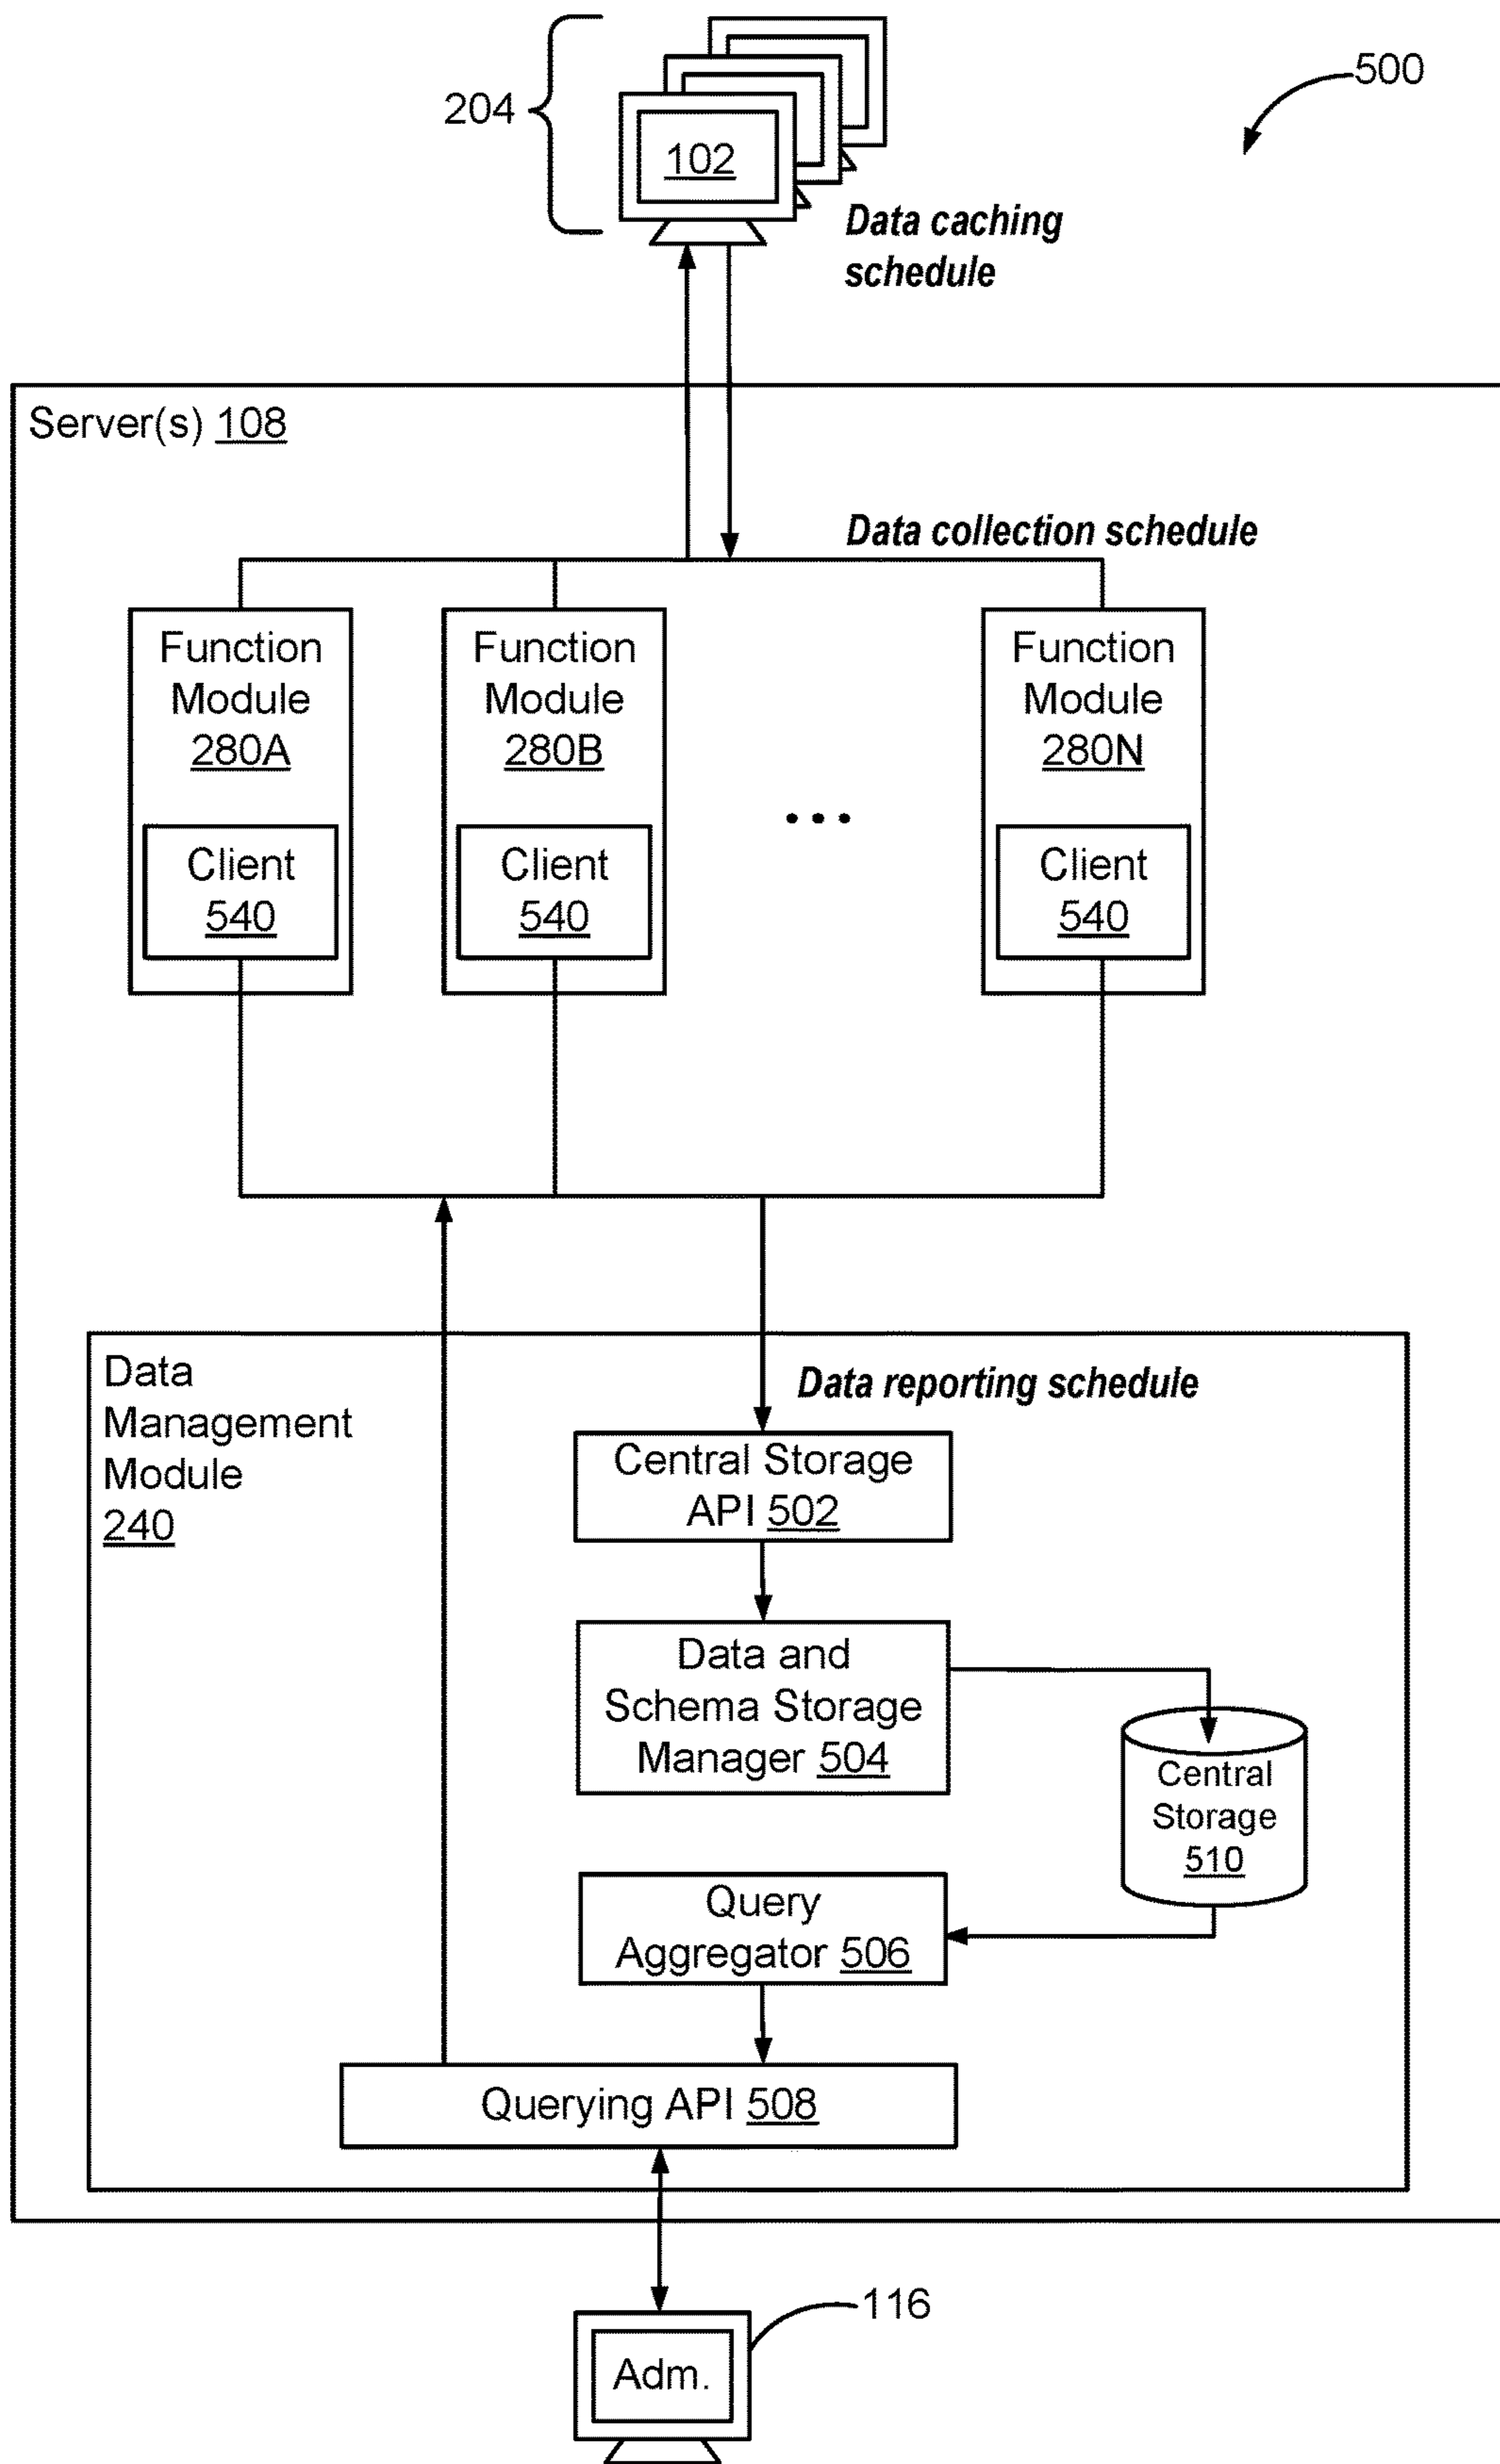 500
204
102
Data caching
schedule
Server(s) 108
Data collection schedule
Function
Module
280A
Client
540
Function
Module
280B
Client
540
...
Function
Module
280N
Client
540
Data
Management
Module
240
Data reporting schedule
Central Storage
API 502
Data and
Schema Storage
Manager 504
Central
Storage
510
Query
Aggregator 506
Querying API 508
116
Adm.